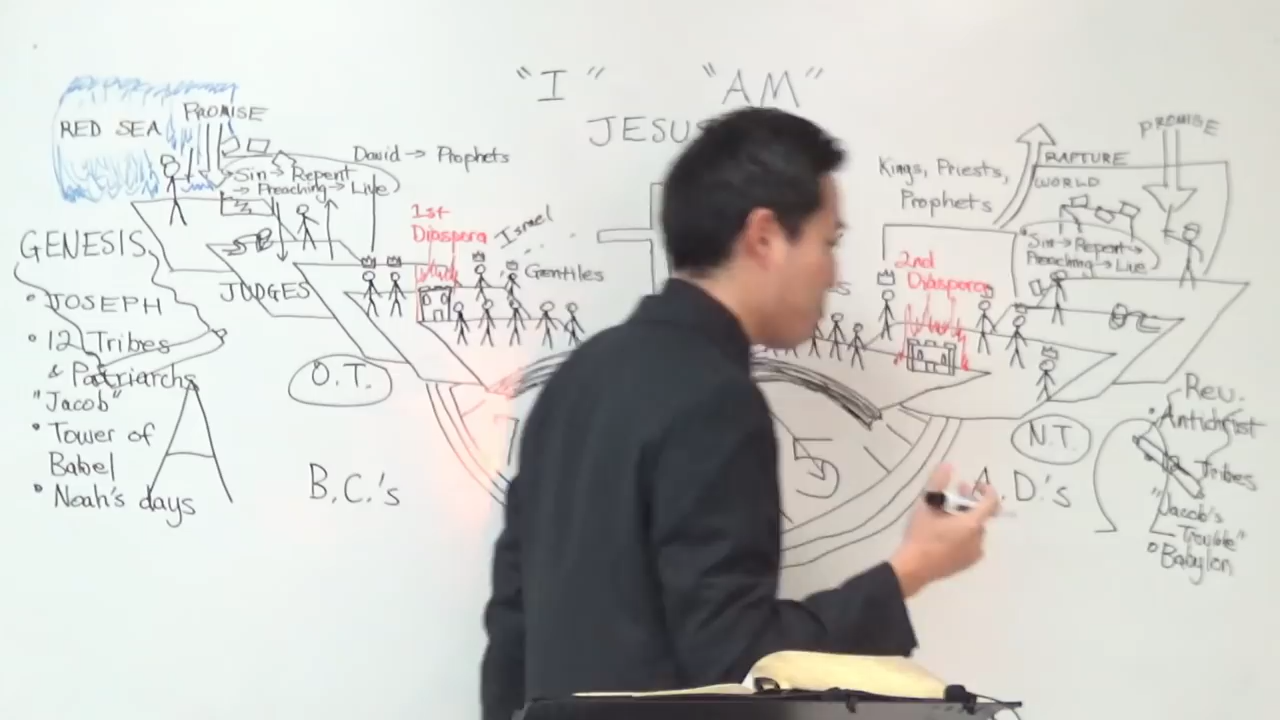 "I" "AM"
JESUS
RED SEA
PROMISE
Sin → Repent
→ Preaching → Live
David → Prophets
1st
Diaspora
Israel
Gentiles
GENESIS
• JOSEPH
• 12 Tribes
& Patriarchs
"Jacob"
• Tower of
Babel
• Noah's days
JUDGES
O.T.
B.C.'s
5
Kings, Priests,
Prophets
2nd
Diaspora
RAPTURE
WORLD
PROMISE
Sin → Repent →
Preaching → Live
N.T.
A.D.'s
Rev.
• Antichrist
Tribes
"Jacob's
Trouble"
Babylon